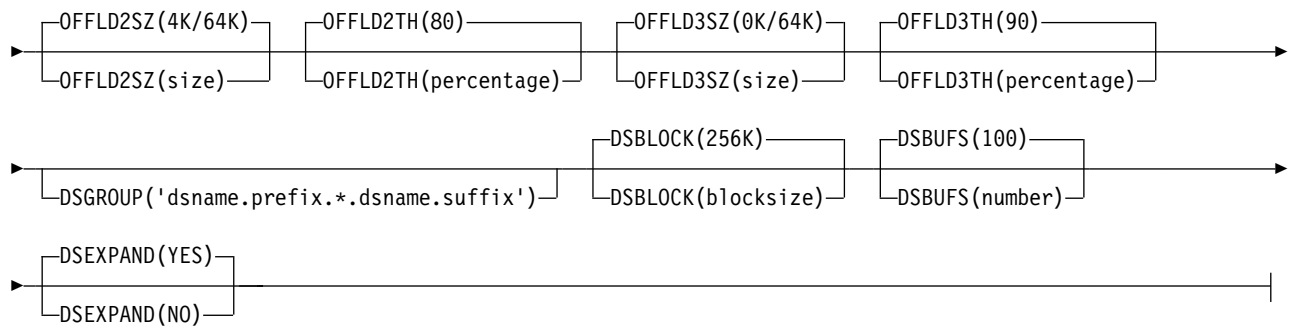 OFFLD2SZ(4K/64K) OFFLD2TH(80) OFFLD3SZ(0K/64K) OFFLD3TH(90)
OFFLD2SZ(size) OFFLD2TH(percentage) OFFLD3SZ(size) OFFLD3TH(percentage)
DSBLOCK(256K) DSBUFS(100)
DSGROUP('dsname.prefix.*.dsname.suffix') DSBLOCK(blocksize) DSBUFS(number)
DSEXPAND(YES)
DSEXPAND(NO)